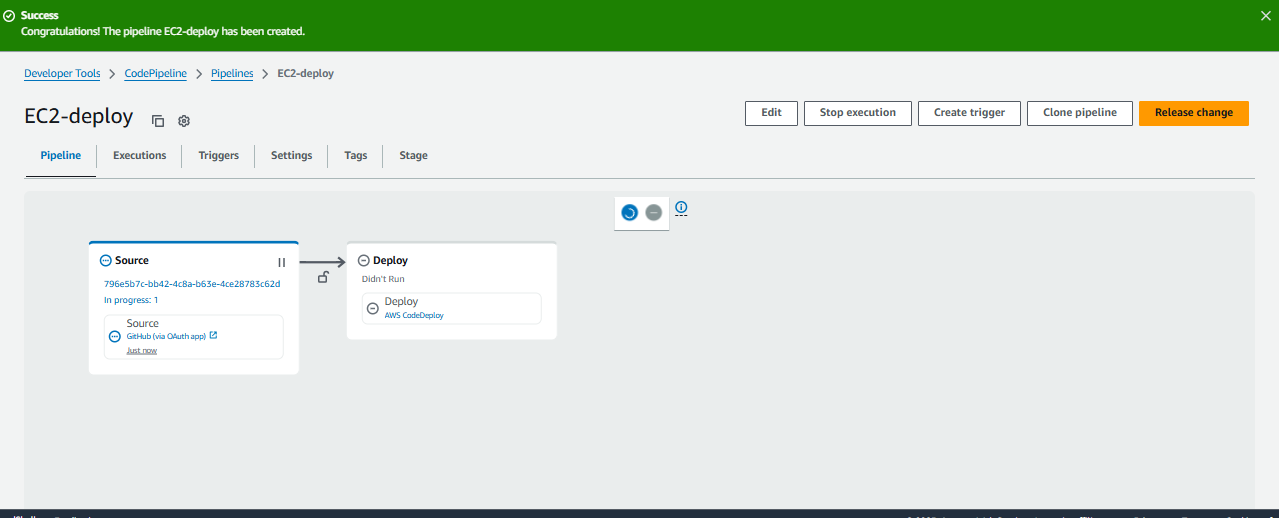 Success
Congratulations! The pipeline EC2-deploy has been created.
Developer Tools > CodePipeline > Pipelines > EC2-deploy
EC2-deploy
Edit
Stop execution
Create trigger
Clone pipeline
Release change
Pipeline
Executions
Triggers
Settings
Tags
Stage
Source
796e5b7c-bb42-4c8a-b63e-4ce28783c62d
In progress: 1
Source
GitHub (via OAuth app)
Just now
Deploy
Didn't Run
Deploy
AWS CodeDeploy